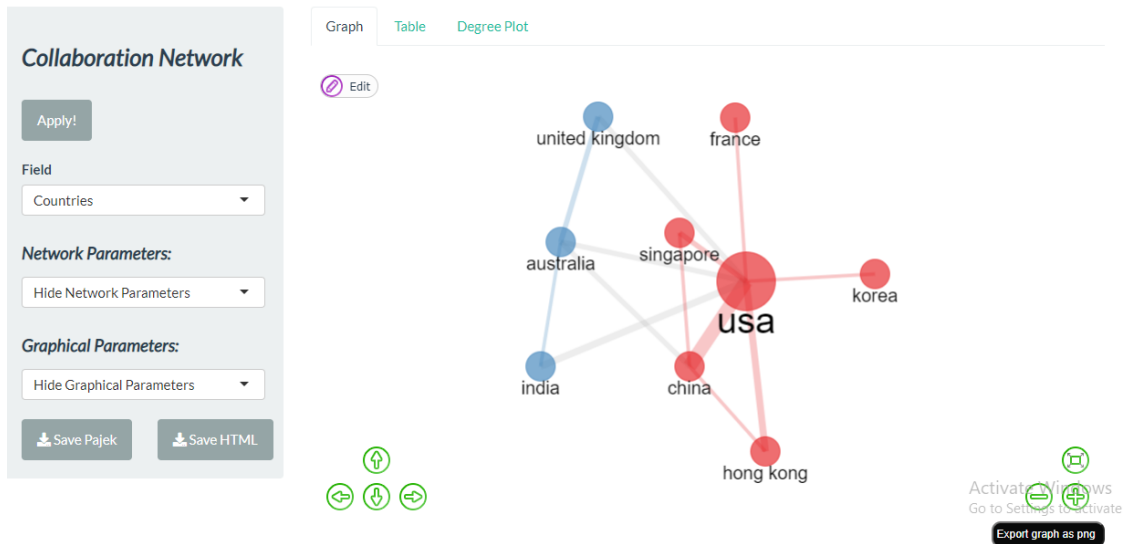 Collaboration Network
Apply!
Field
Countries
Network Parameters:
Hide Network Parameters
Graphical Parameters:
Hide Graphical Parameters
Save Pajek
Save HTML
Graph
Table
Degree Plot
Edit
united kingdom
france
singapore
australia
korea
usa
india
china
hong kong
Activate Windows
Go to Settings to activate
Export graph as png